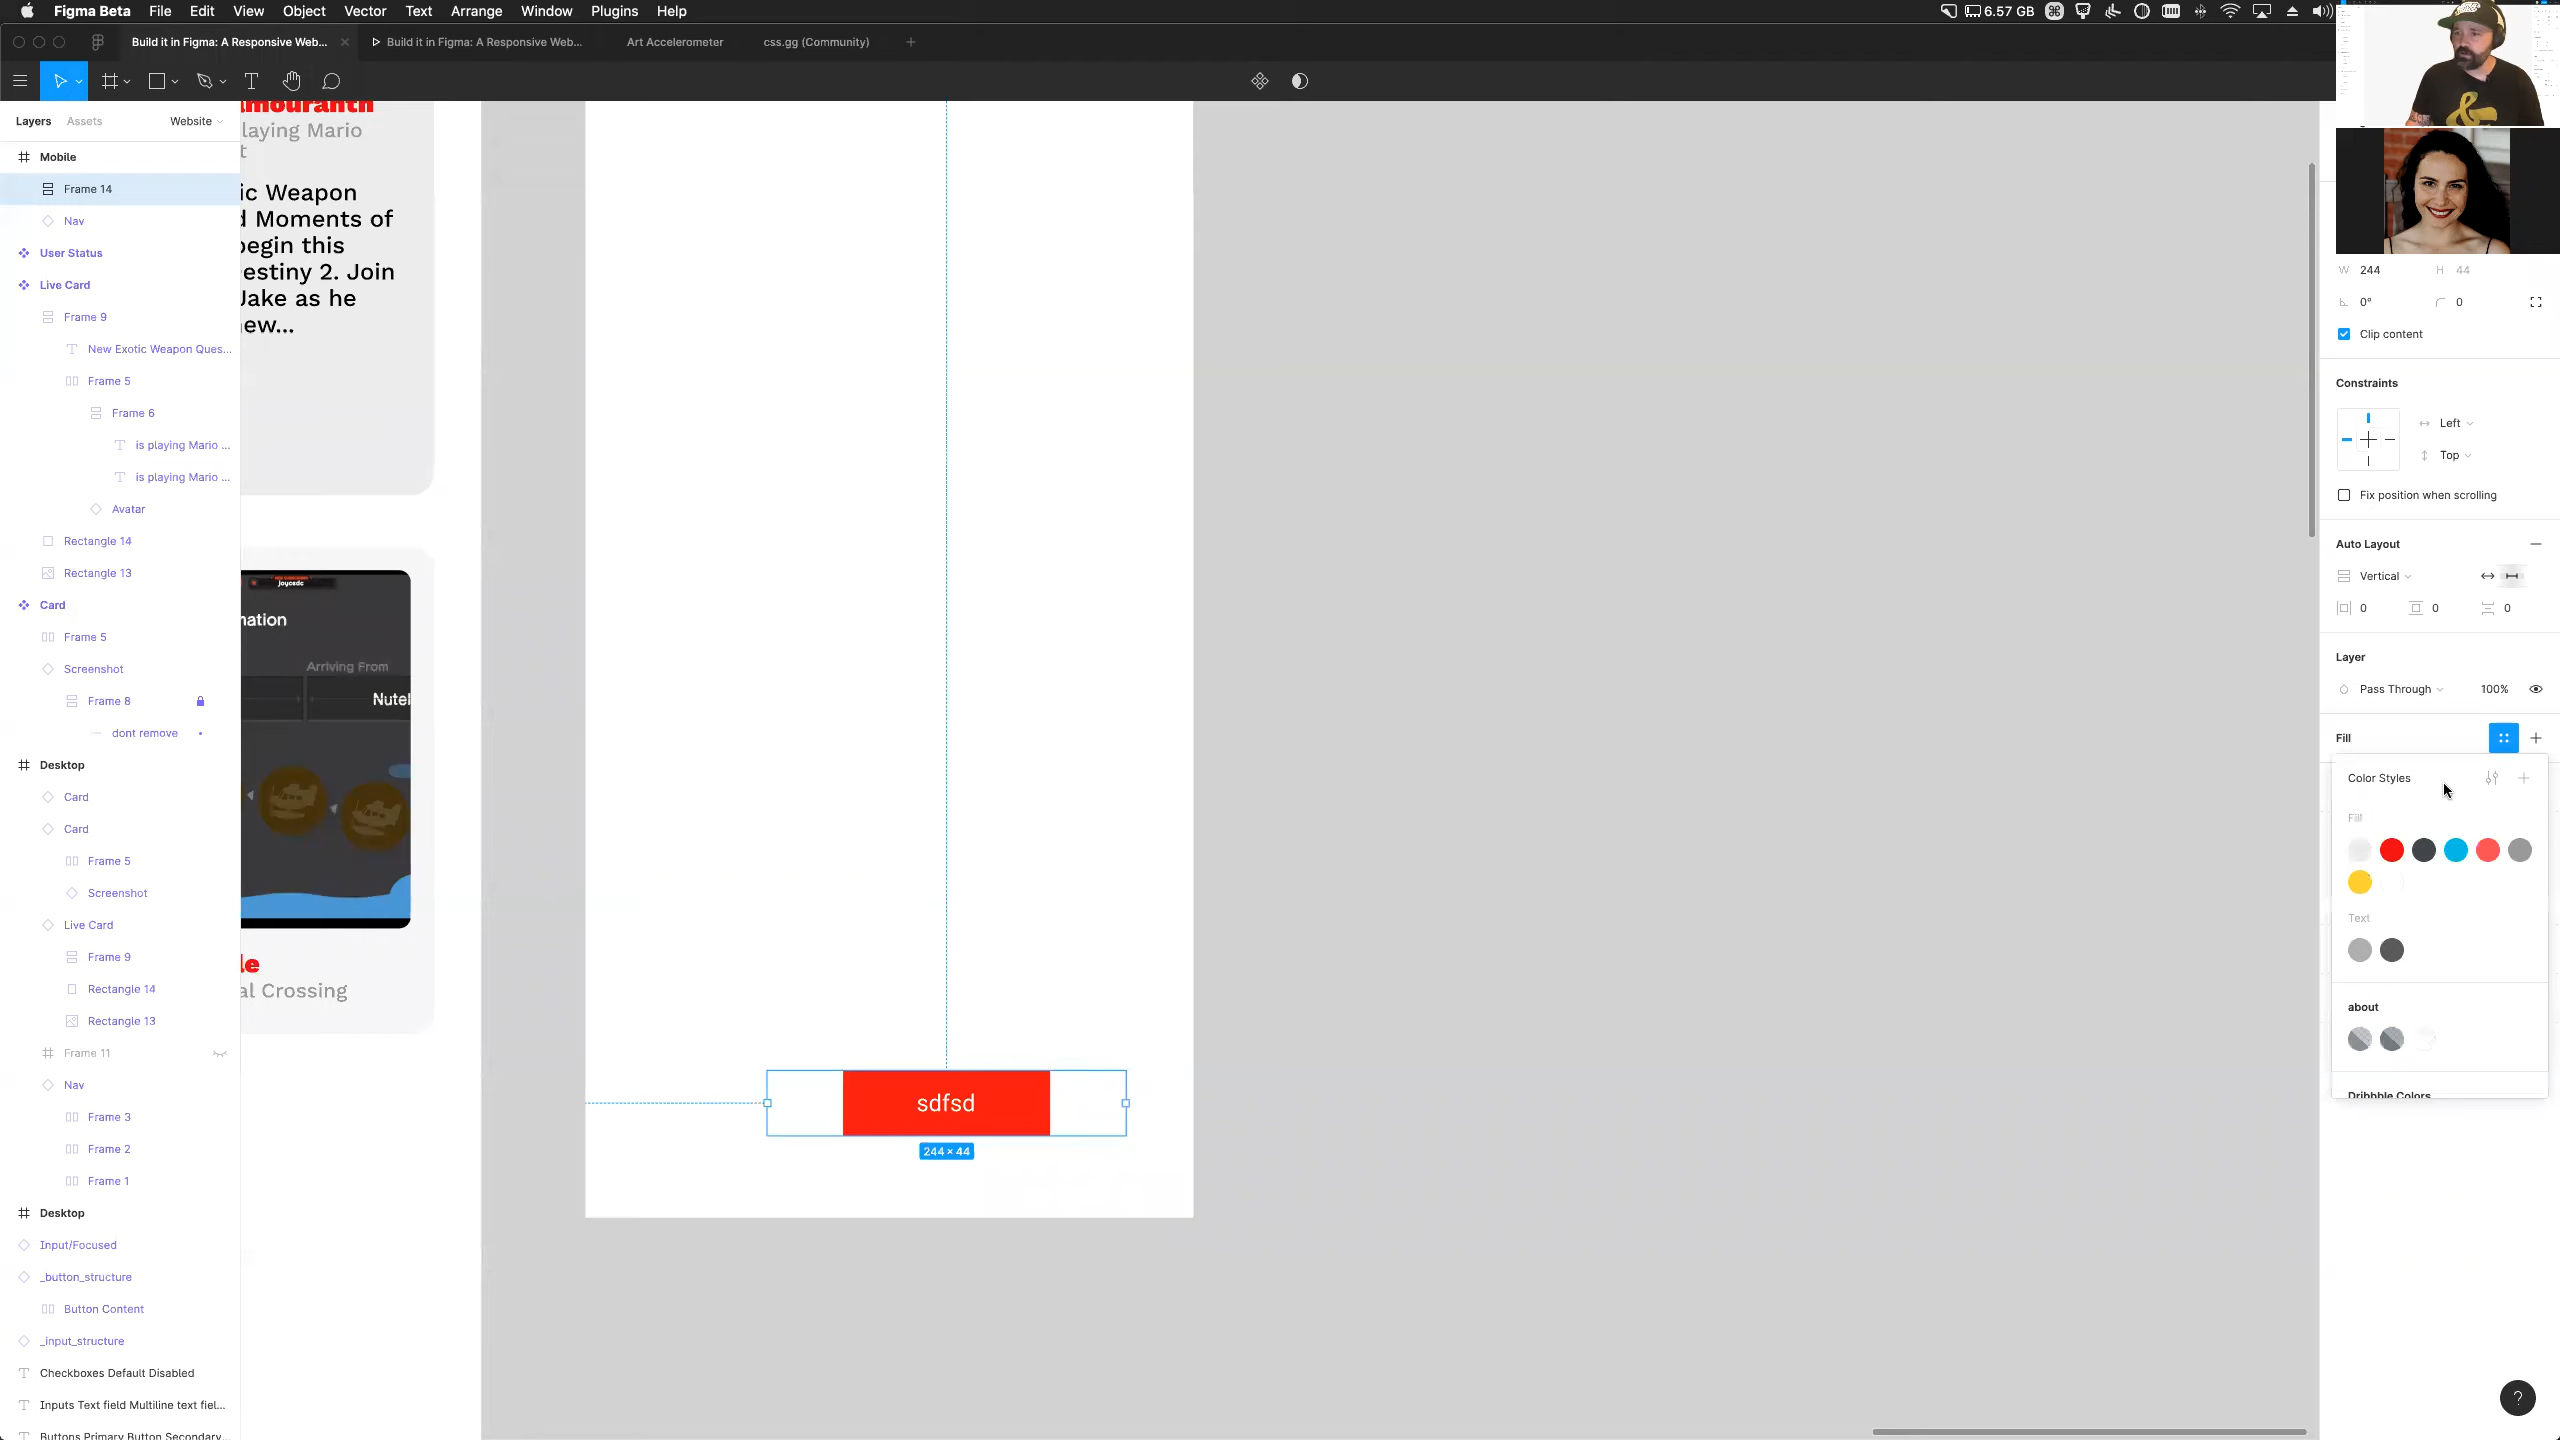 Figma Beta File Edit View Object Vector Text Arrange Window Plugins Help
6.57 GB
Build it in Figma: A Responsive Web...
Build it in Figma: A Responsive Web...
Art Accelerometer
css.gg (Community)
Layers Assets Website
Mobile
Frame 14
Nav
User Status
Live Card
Frame 9
New Exotic Weapon Ques...
Frame 5
Frame 6
is playing Mario ...
is playing Mario ...
Avatar
Rectangle 14
Rectangle 13
Card
Frame 5
Screenshot
Frame 8
dont remove
Desktop
Card
Card
Frame 5
Screenshot
Live Card
Frame 9
Rectangle 14
Rectangle 13
Frame 11
Nav
Frame 3
Frame 2
Frame 1
Desktop
Input/Focused
_button_structure
Button Content
_input_structure
Checkboxes Default Disabled
Inputs Text field Multiline text fiel...
Buttons Primary Button Secondary...
mouranth
laying Mario
t
ic Weapon
d Moments of
begin this
estiny 2. Join
Jake as he
new...
joycedc
nation
Arriving From
Nutel
le
al Crossing
sdfsd
244 × 44
W 244 H 44
0° 0
Clip content
Constraints
Left
Top
Fix position when scrolling
Auto Layout
Vertical
0 0 0
Layer
Pass Through 100%
Fill
Color Styles
Fill
Text
about
Dribbble Colors
?